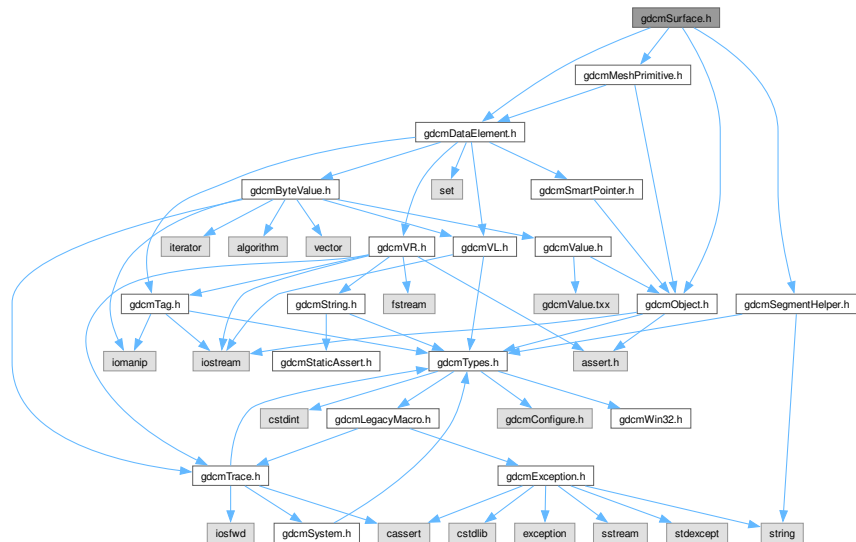 gdcmSurface.h
gdcmMeshPrimitive.h
gdcmDataElement.h
gdcmByteValue.h
set
gdcmSmartPointer.h
iterator
algorithm
vector
gdcmVR.h
gdcmVL.h
gdcmValue.h
gdcmTag.h
gdcmString.h
fstream
gdcmValue.txx
gdcmObject.h
gdcmSegmentHelper.h
iomanip
iostream
gdcmStaticAssert.h
gdcmTypes.h
assert.h
cstdint
gdcmLegacyMacro.h
gdcmConfigure.h
gdcmWin32.h
gdcmTrace.h
gdcmException.h
iosfwd
gdcmSystem.h
cassert
cstdlib
exception
sstream
stdexcept
string